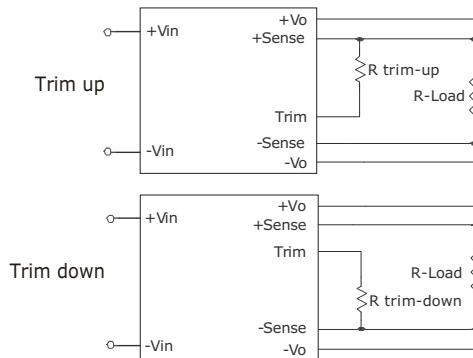 +Vo
+Vin
+Sense
R trim-up
Trim up
R-Load
Trim
-Sense
-Vin
-Vo
+Vo
+Vin
+Sense
Trim
Trim down
R-Load
R trim-down
-Sense
-Vin
-Vo